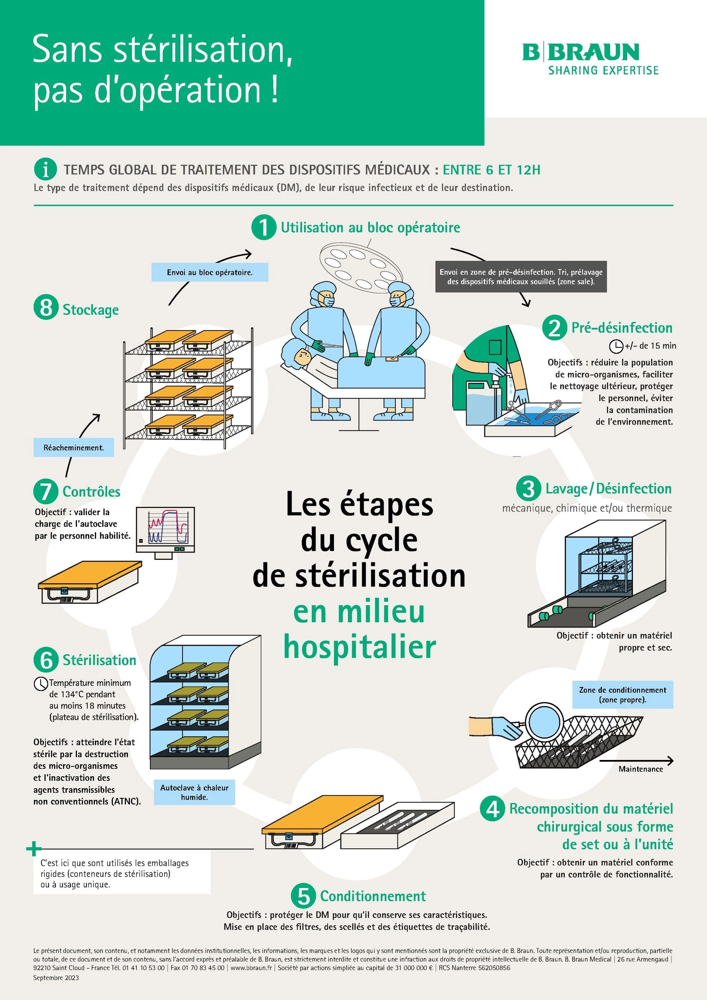 Sans stérilisation,
pas d'opération !
B|BRAUN
SHARING EXPERTISE
i TEMPS GLOBAL DE TRAITEMENT DES DISPOSITIFS MÉDICAUX : ENTRE 6 ET 12H
Le type de traitement dépend des dispositifs médicaux (DM), de leur risque infectieux et de leur destination.
1 Utilisation au bloc opératoire
Envoi au bloc opératoire.
Envoi en zone de pré-désinfection. Tri, prélavage
des dispositifs médicaux souillés (zone sale).
2 Pré-désinfection
+/- de 15 min
Objectifs : réduire la population
de micro-organismes, faciliter
le nettoyage ultérieur, protéger
le personnel, éviter
la contamination
de l'environnement.
8 Stockage
Réacheminement.
7 Contrôles
Objectif : valider la
charge de l'autoclave
par le personnel habilité.
Les étapes
du cycle
de stérilisation
en milieu
hospitalier
3 Lavage/Désinfection
mécanique, chimique et/ou thermique
Objectif : obtenir un matériel
propre et sec.
Zone de conditionnement
(zone propre).
Maintenance
4 Recomposition du matériel
chirurgical sous forme
de set ou à l'unité
Objectif : obtenir un matériel conforme
par un contrôle de fonctionnalité.
6 Stérilisation
Température minimum
de 134°C pendant
au moins 18 minutes
(plateau de stérilisation).
Objectifs : atteindre l'état
stérile par la destruction
des micro-organismes
et l'inactivation des
agents transmissibles
non conventionnels (ATNC).
Autoclave à chaleur
humide.
+
C'est ici que sont utilisés les emballages
rigides (conteneurs de stérilisation)
ou à usage unique.
5 Conditionnement
Objectifs : protéger le DM pour qu'il conserve ses caractéristiques.
Mise en place des filtres, des scellés et des étiquettes de traçabilité.
Le présent document, son contenu, et notamment les données institutionnelles, les informations, les marques et les logos qui y sont mentionnés sont la propriété exclusive de B. Braun. Toute représentation et/ou reproduction, partielle
ou totale, de ce document et de son contenu, sans l'accord exprès et préalable de B. Braun, est strictement interdite et constitue une infraction aux droits de propriété intellectuelle de B. Braun. B. Braun Medical | 26 rue Armengaud |
92210 Saint Cloud - France Tél. 01 41 10 53 00 | Fax 01 70 83 45 00 | www.bbraun.fr | Société par actions simpliée au capital de 31 000 000 € | RCS Nanterre 562050856
Septembre 2023